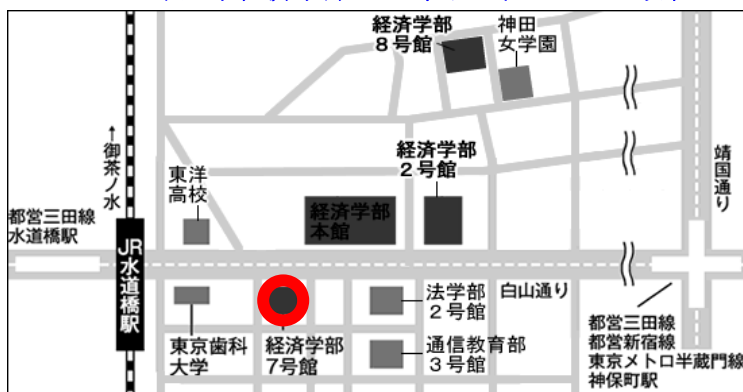 経済学部
8号館
神田
女学園
←御茶ノ水
東洋
高校
経済学部
2号館
靖国通り
経済学部
本館
都営三田線
水道橋駅
JR水道橋駅
白山通り
法学部
2号館
東京歯科
大学
経済学部
7号館
通信教育部
3号館
都営三田線
都営新宿線
東京メトロ半蔵門線
神保町駅